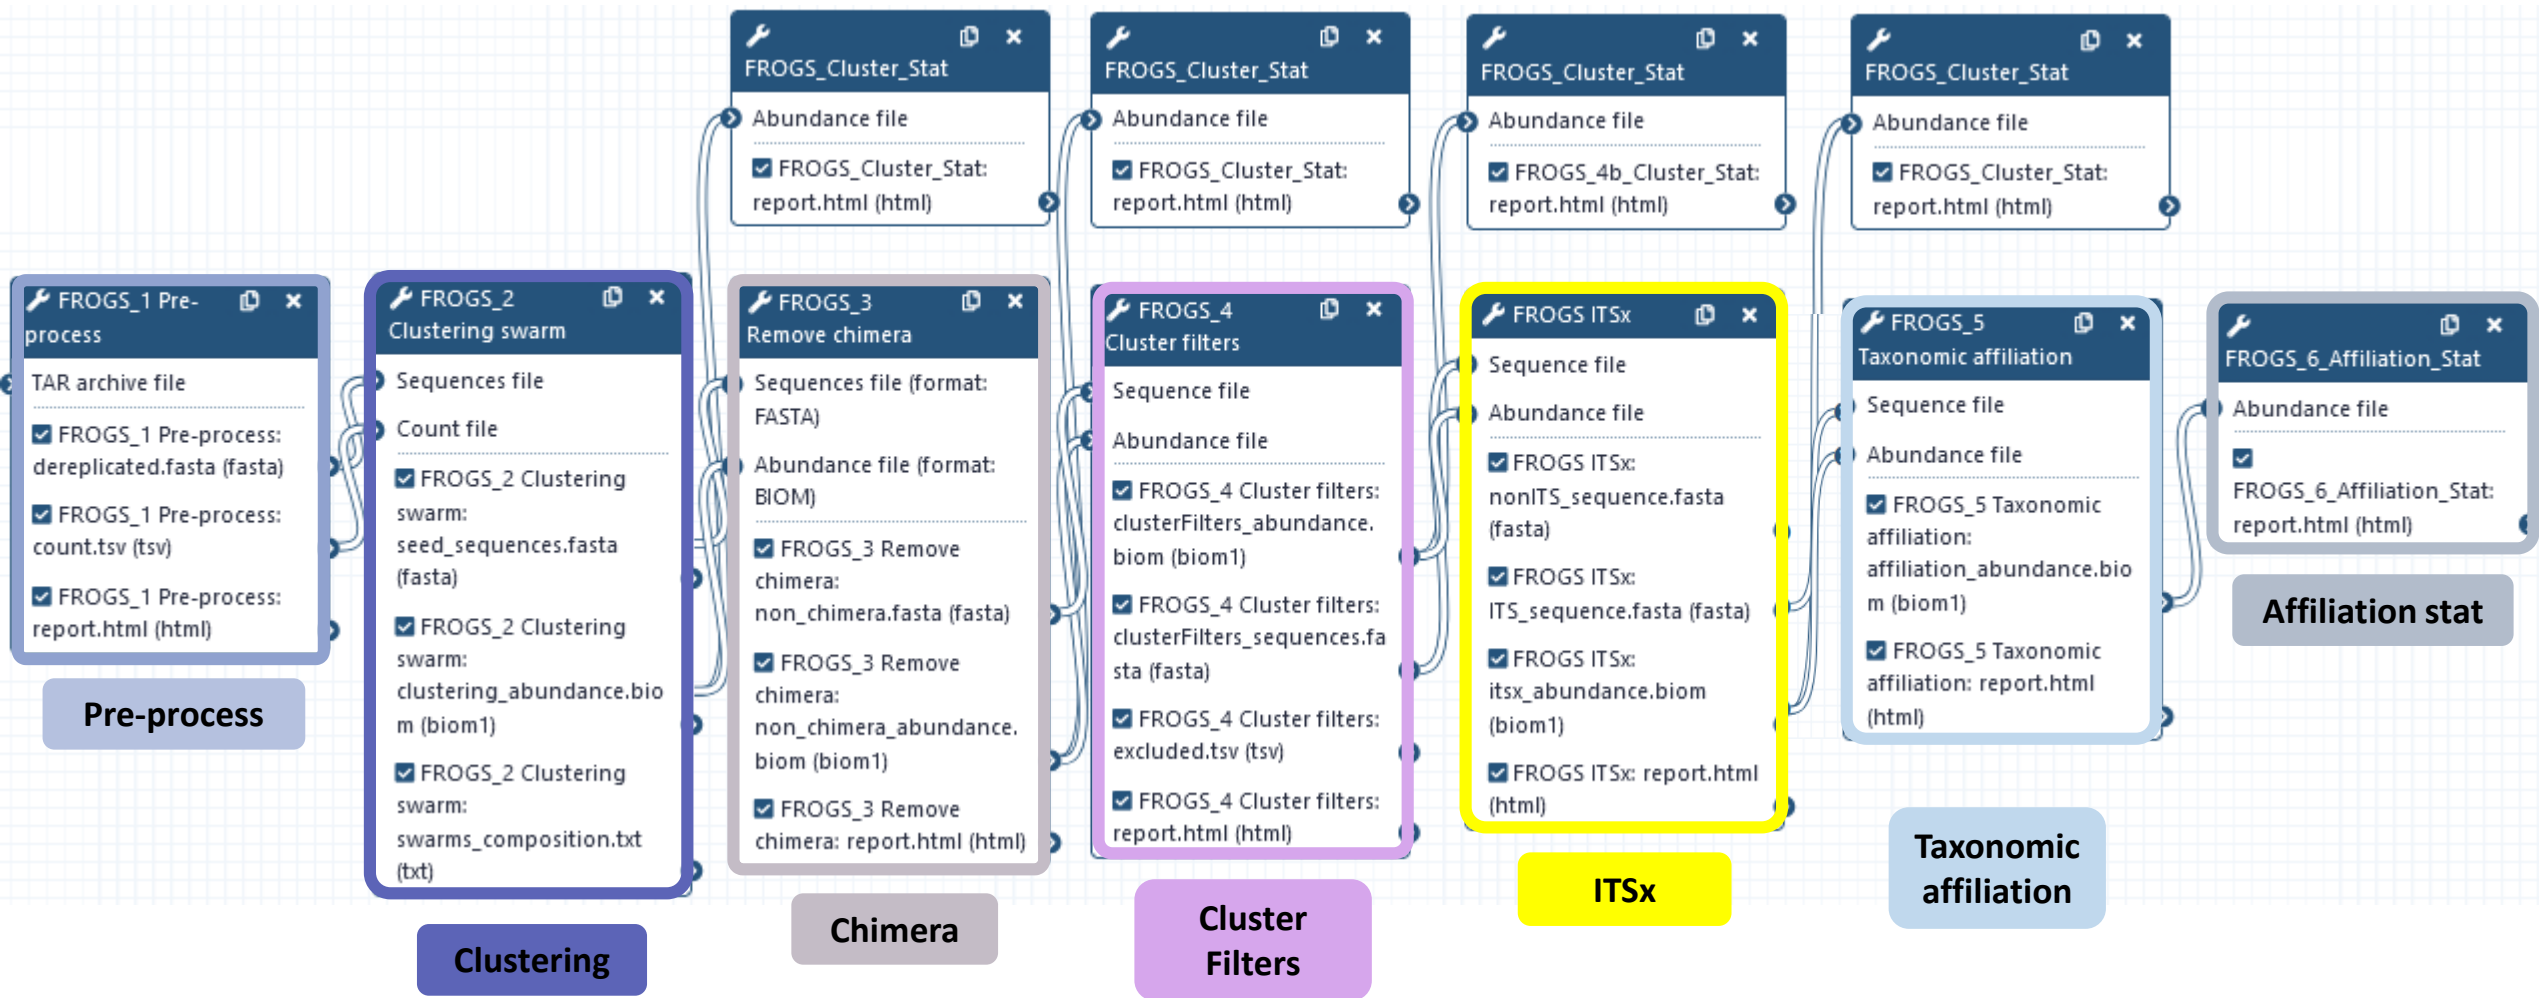 FROGS_Cluster_Stat
Abundance file
FROGS_Cluster_Stat:
report.html (html)
FROGS_Cluster_Stat
Abundance file
FROGS_Cluster_Stat:
report.html (html)
FROGS_Cluster_Stat
Abundance file
FROGS_4b_Cluster_Stat:
report.html (html)
FROGS_Cluster_Stat
Abundance file
FROGS_Cluster_Stat:
report.html (html)
FROGS_1 Pre-
process
TAR archive file
FROGS_1 Pre-process:
dereplicated.fasta (fasta)
FROGS_1 Pre-process:
count.tsv (tsv)
FROGS_1 Pre-process:
report.html (html)
Pre-process
FROGS_2
Clustering swarm
Sequences file
Count file
FROGS_2 Clustering
swarm:
seed_sequences.fasta
(fasta)
FROGS_2 Clustering
swarm:
clustering_abundance.bio
m (biom1)
FROGS_2 Clustering
swarm:
swarms_composition.txt
(txt)
Clustering
FROGS_3
Remove chimera
Sequences file (format:
FASTA)
Abundance file (format:
BIOM)
FROGS_3 Remove
chimera:
non_chimera.fasta (fasta)
FROGS_3 Remove
chimera:
non_chimera_abundance.
biom (biom1)
FROGS_3 Remove
chimera: report.html (html)
Chimera
FROGS_4
Cluster filters
Sequence file
Abundance file
FROGS_4 Cluster filters:
clusterFilters_abundance.
biom (biom1)
FROGS_4 Cluster filters:
clusterFilters_sequences.fa
sta (fasta)
FROGS_4 Cluster filters:
excluded.tsv (tsv)
FROGS_4 Cluster filters:
report.html (html)
Cluster
Filters
FROGS ITSx
Sequence file
Abundance file
FROGS ITSx:
nonITS_sequence.fasta
(fasta)
FROGS ITSx:
ITS_sequence.fasta (fasta)
FROGS ITSx:
itsx_abundance.biom
(biom1)
FROGS ITSx: report.html
(html)
ITSx
FROGS_5
Taxonomic affiliation
Sequence file
Abundance file
FROGS_5 Taxonomic
affiliation:
affiliation_abundance.bio
m (biom1)
FROGS_5 Taxonomic
affiliation: report.html
(html)
Taxonomic
affiliation
FROGS_6_Affiliation_Stat
Abundance file
FROGS_6_Affiliation_Stat:
report.html (html)
Affiliation stat